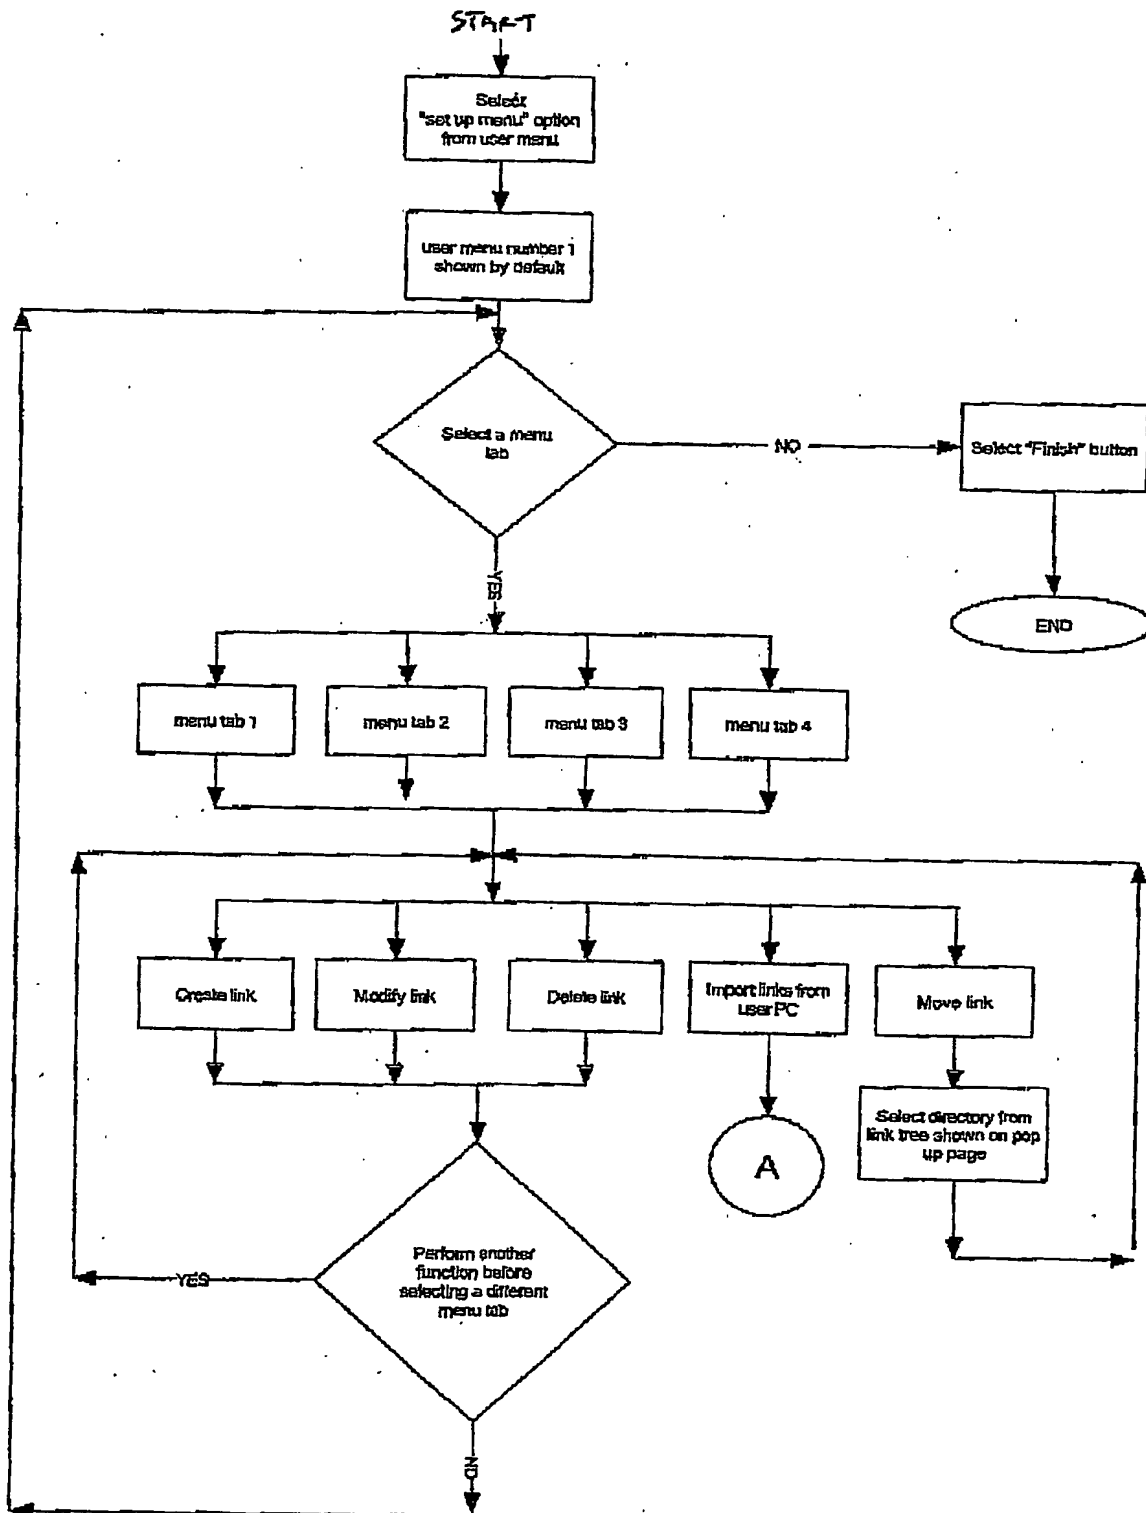 START
Select
"set up menu" option
from user menu
user menu number 1
shown by default
Select a menu
tab
NO
Select "Finish" button
YES
END
menu tab 1
menu tab 2
menu tab 3
menu tab 4
Create link
Modify link
Delete link
Import links from
user PC
Move link
Select directory from
link tree shown on pop
up page
A
Perform another
function before
selecting a different
menu tab
YES
NO